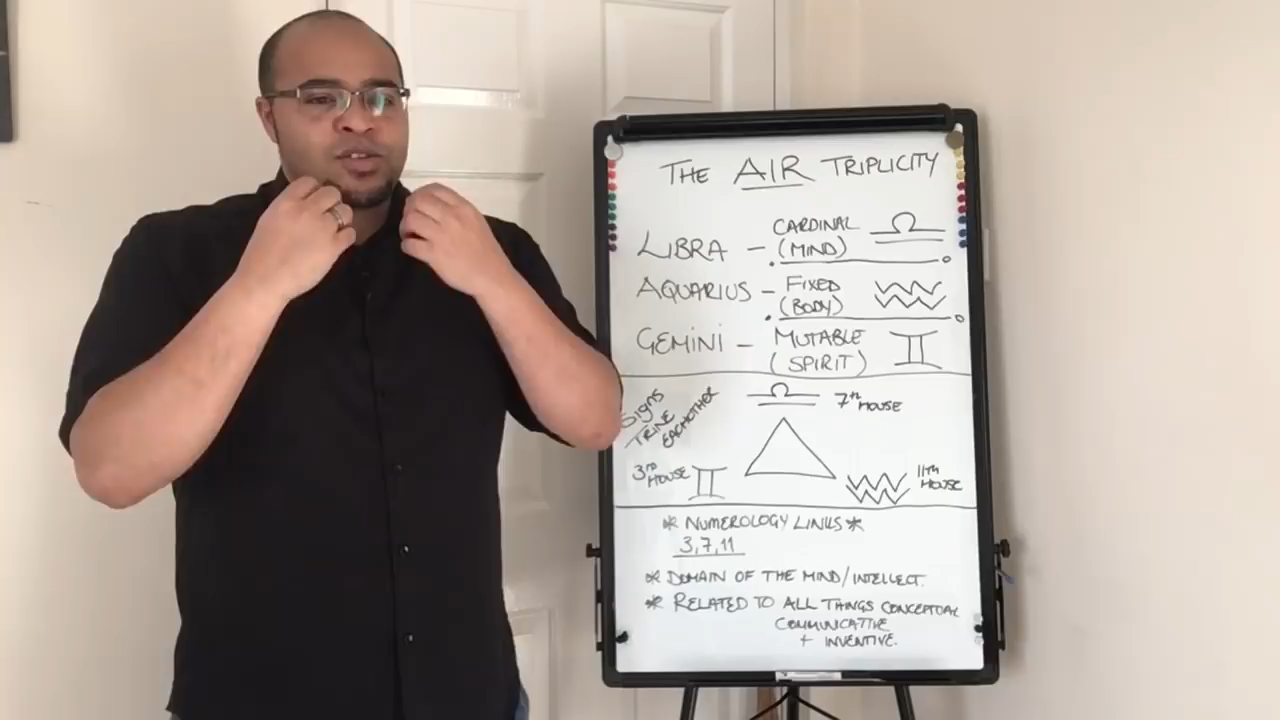 THE AIR TRIPLICITY
CARDINAL
LIBRA – (MIND)
AQUARIUS – FIXED
(BODY)
GEMINI – MUTABLE
(SPIRIT)
SIGNS
TRINE
EACHOTHER
7TH HOUSE
3RD
HOUSE
11TH
HOUSE
* NUMEROLOGY LINKS *
3, 7, 11
* DOMAIN OF THE MIND/INTELLECT.
* RELATED TO ALL THINGS CONCEPTUAL
COMMUNICATIVE
+ INVENTIVE.